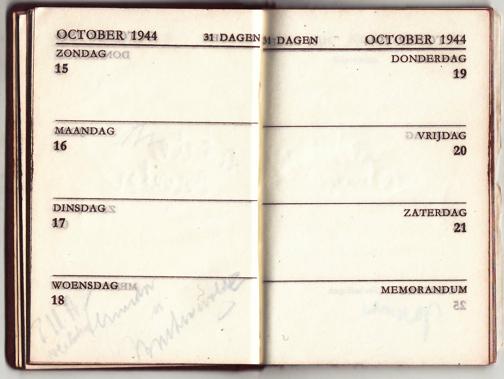 OCTOBER 1944 31 DAGEN
ZONDAG
15
MAANDAG
16
DINSDAG
17
WOENSDAG
18
31 DAGEN OCTOBER 1944
DONDERDAG
19
VRIJDAG
20
ZATERDAG
21
MEMORANDUM